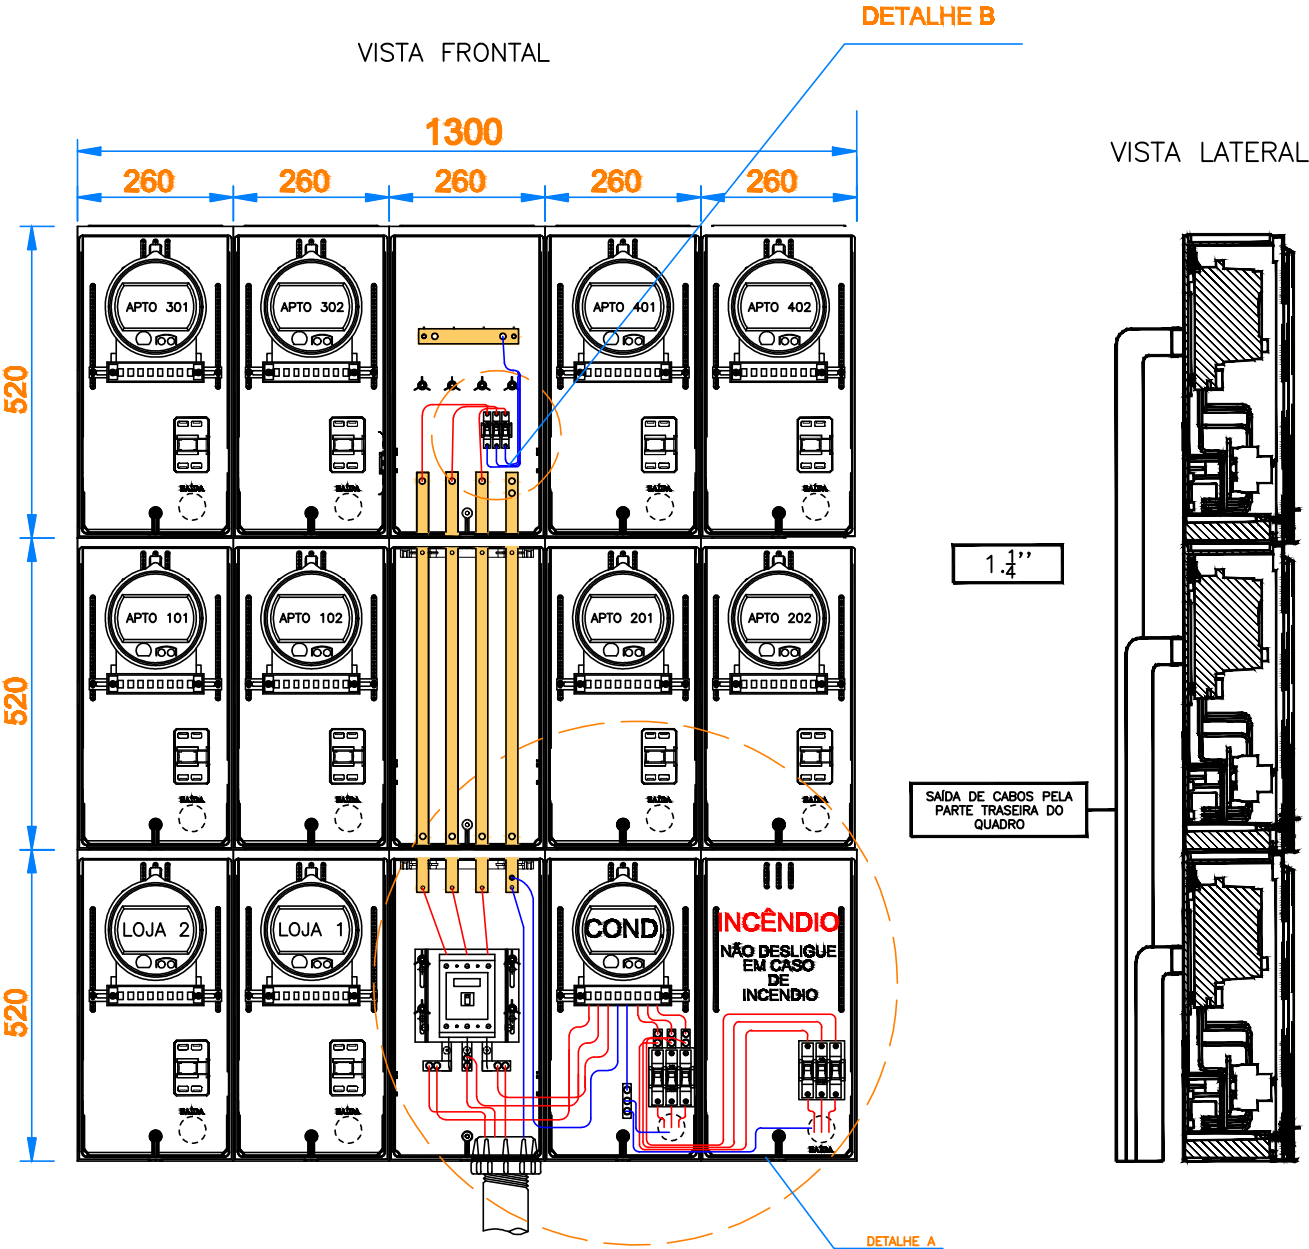 DETALHE B
VISTA FRONTAL
1300
VISTA LATERAL
260 260 260 260 260
520
APTO 301
APTO 302
APTO 401
APTO 402
SAÍDA
SAÍDA
SAÍDA
SAÍDA
1.1/4’’
520
APTO 101
APTO 102
APTO 201
APTO 202
SAÍDA
SAÍDA
SAÍDA
SAÍDA
SAÍDA DE CABOS PELA
PARTE TRASEIRA DO
QUADRO
520
LOJA 2
LOJA 1
COND.
INCÊNDIO
NÃO DESLIGUE
EM CASO
DE
INCENDIO
SAÍDA
SAÍDA
SAÍDA
DETALHE A